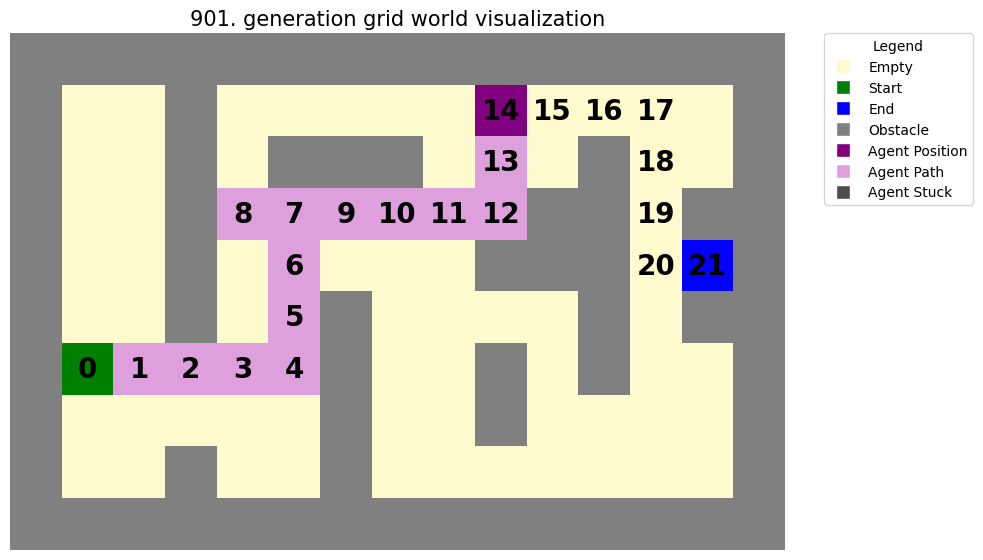 901. generation grid world visualization
Legend
Empty
Start
End
Obstacle
Agent Position
Agent Path
Agent Stuck
14 15 16 17
13 18
8 7 9 10 11 12 19
6 20 21
5
0 1 2 3 4